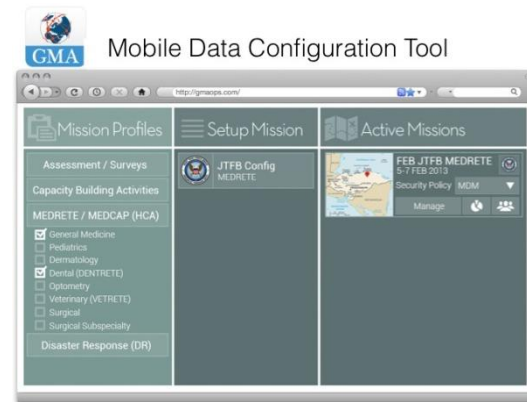 GMA
Mobile Data Configuration Tool
http://gmaops.com/
Mission Profiles
Assessment / Surveys
Capacity Building Activities
MEDRETE / MEDCAP (HCA)
General Medicine
Pediatrics
Dermatology
Dental (DENTRETE)
Optometry
Veterinary (VETRETE)
Surgical
Surgical Subspecialty
Disaster Response (DR)
Setup Mission
JTFB Config
MEDRETE
Active Missions
FEB JTFB MEDRETE
5-7 FEB 2013
Security Policy MDM
Manage